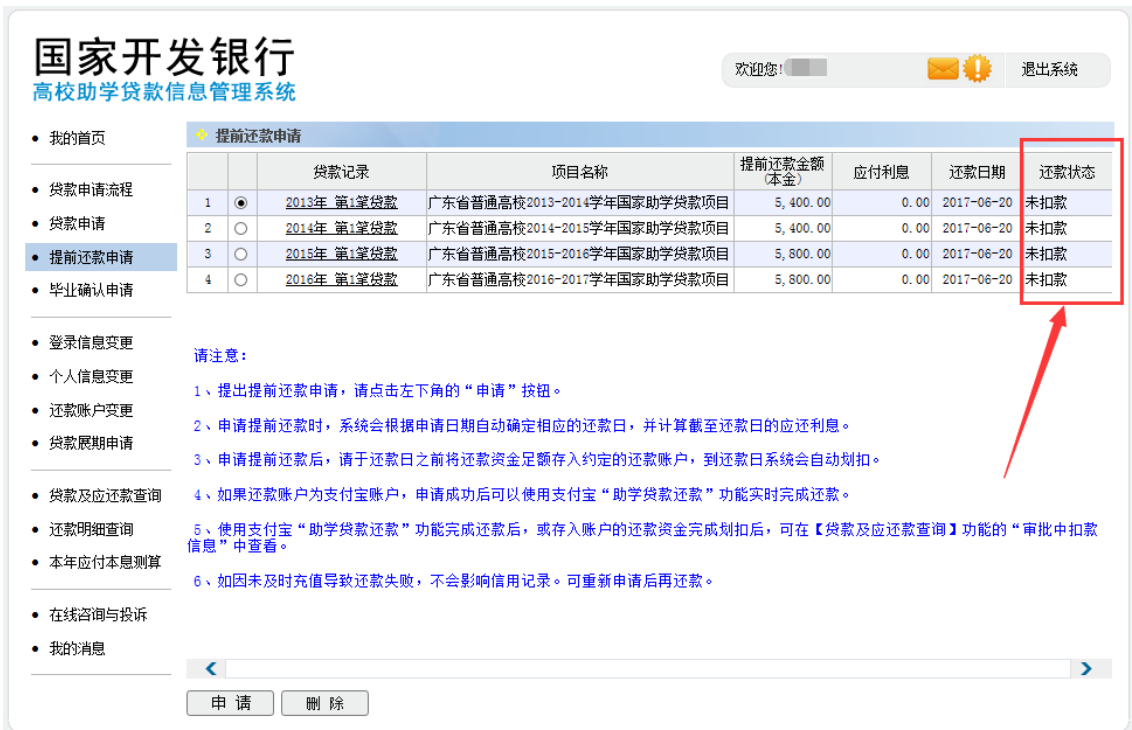 国家开发银行
高校助学贷款信息管理系统
欢迎您!
退出系统
我的首页
贷款申请流程
贷款申请
提前还款申请
毕业确认申请
登录信息变更
个人信息变更
还款账户变更
贷款展期申请
贷款及应还款查询
还款明细查询
本年应付本息测算
在线咨询与投诉
我的消息
提前还款申请
贷款记录 项目名称 提前还款金额(本金) 应付利息 还款日期 还款状态
1 2013年 第1笔贷款 广东省普通高校2013-2014学年国家助学贷款项目 5,400.00 0.00 2017-06-20 未扣款
2 2014年 第1笔贷款 广东省普通高校2014-2015学年国家助学贷款项目 5,400.00 0.00 2017-06-20 未扣款
3 2015年 第1笔贷款 广东省普通高校2015-2016学年国家助学贷款项目 5,800.00 0.00 2017-06-20 未扣款
4 2016年 第1笔贷款 广东省普通高校2016-2017学年国家助学贷款项目 5,800.00 0.00 2017-06-20 未扣款
请注意：
1、提出提前还款申请，请点击左下角的“申请”按钮。
2、申请提前还款时，系统会根据申请日期自动确定相应的还款日，并计算截至还款日的应还利息。
3、申请提前还款后，请于还款日之前将还款资金足额存入约定的还款账户，到还款日系统会自动划扣。
4、如果还款账户为支付宝账户，申请成功后可以使用支付宝“助学贷款还款”功能实时完成还款。
5、使用支付宝“助学贷款还款”功能完成还款后，或存入账户的还款资金完成划扣后，可在【贷款及应还款查询】功能的“审批中扣款
信息”中查看。
6、如因未及时充值导致还款失败，不会影响信用记录。可重新申请后再还款。
申 请
删 除